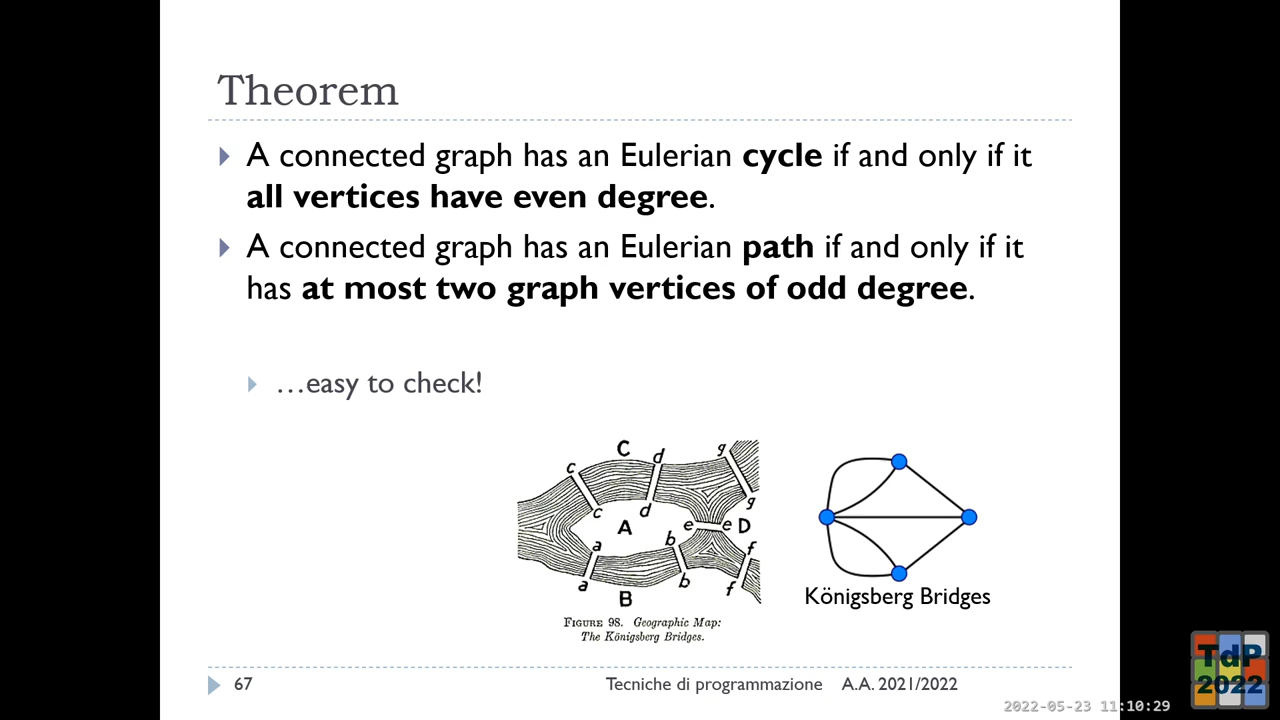 Theorem
A connected graph has an Eulerian cycle if and only if it
all vertices have even degree.
A connected graph has an Eulerian path if and only if it
has at most two graph vertices of odd degree.
…easy to check!
C
c
d
g
c
d
g
A
e
e
D
a
b
f
a
b
f
B
FIGURE 98. Geographic Map:
The Königsberg Bridges.
Königsberg Bridges
67
Tecniche di programmazione A.A. 2021/2022
TdP
2022
2022-05-23 11:10:29